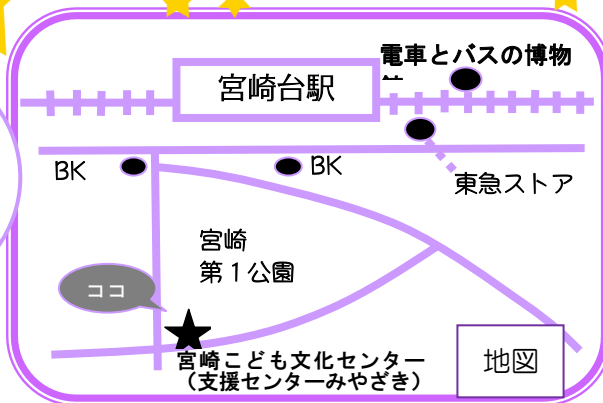 電車とバスの博物
宮崎台駅
BK
BK
東急ストア
宮崎
第１公園
ココ
宮崎こども文化センター
（支援センターみやざき）
地図